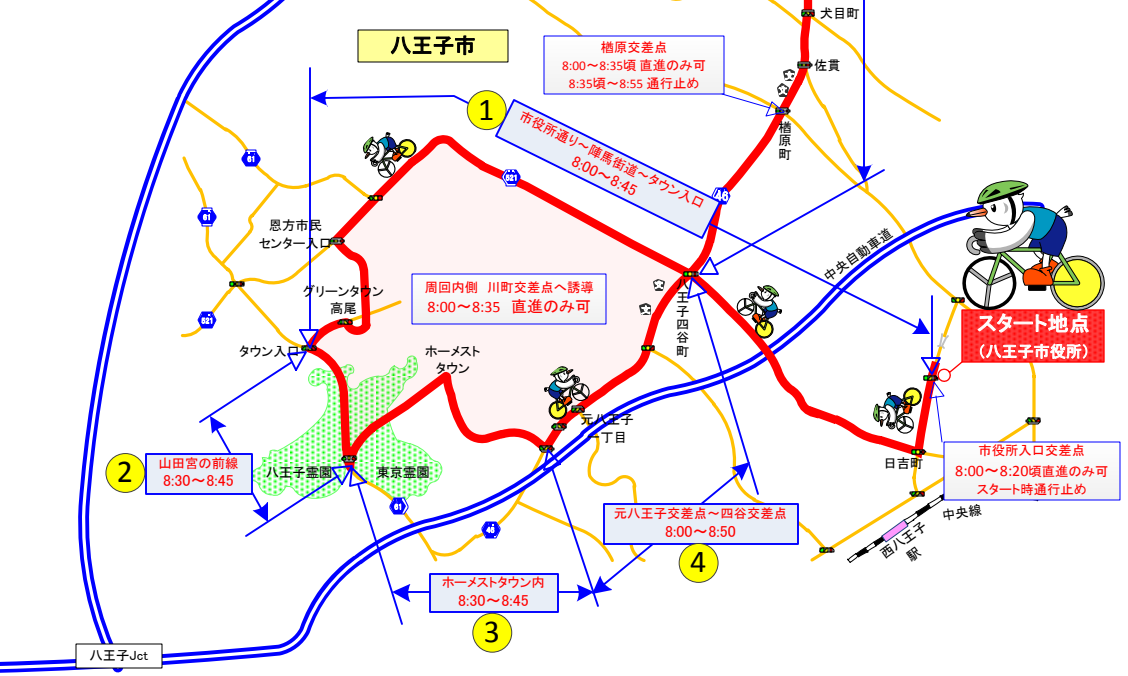 犬目町
八王子市
楢原交差点
8:00～8:35頃 直進のみ可
8:35頃～8:55 通行止め
佐貫
1
市役所通り～陣馬街道～タウン入口
8:00～8:45
楢原町
61
521
46
61
恩方市民
センター入口
中央自動車道
グリーンタウン
高尾
周回内側 川町交差点へ誘導
8:00～8:35 直進のみ可
八王子四谷町
521
スタート地点
（八王子市役所）
タウン入口
ホーメスト
タウン
元八王子
一丁目
市役所入口交差点
8:00～8:20頃直進のみ可
スタート時通行止め
日吉町
2
山田宮の前線
8:30～8:45
八王子霊園
東京霊園
61
46
元八王子交差点～四谷交差点
8:00～8:50
4
中央線
西八王子
駅
ホーメストタウン内
8:30～8:45
3
八王子Jct